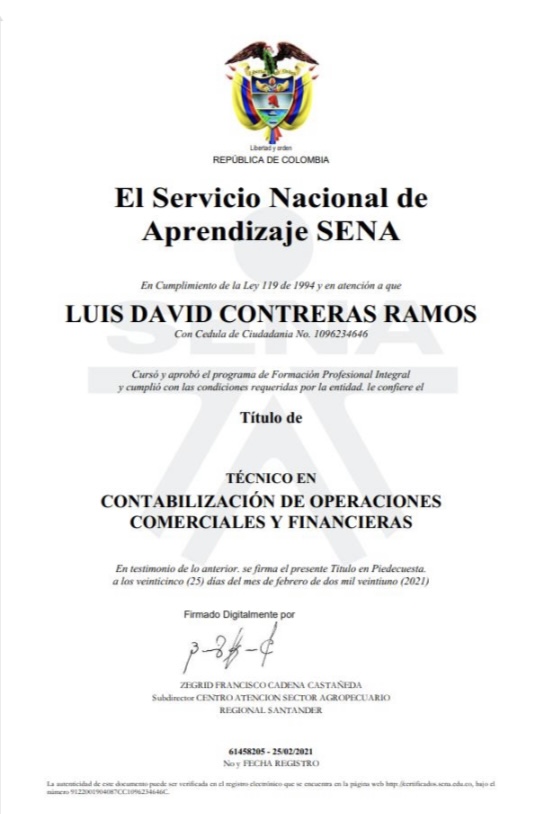 Libertad y orden
REPÚBLICA DE COLOMBIA
El Servicio Nacional de
Aprendizaje SENA
En Cumplimiento de la Ley 119 de 1994 y en atención a que
LUIS DAVID CONTRERAS RAMOS
Con Cedula de Ciudadania No. 1096234646
SENA
Cursó y aprobó el programa de Formación Profesional Integral
y cumplió con las condiciones requeridas por la entidad. le confiere el
Título de
TÉCNICO EN
CONTABILIZACIÓN DE OPERACIONES
COMERCIALES Y FINANCIERAS
En testimonio de lo anterior. se firma el presente Título en Piedecuesta.
a los veinticinco (25) días del mes de febrero de dos mil veintiuno (2021)
Firmado Digitalmente por
ZEGRID FRANCISCO CADENA CASTAÑEDA
Subdirector CENTRO ATENCION SECTOR AGROPECUARIO
REGIONAL SANTANDER
61458205 - 25/02/2021
No y FECHA REGISTRO
La autenticidad de este documento puede ser verificada en el registro electrónico que se encuentra en la página web http://certificados.sena.edu.co, bajo el
número 9122001904087CC1096234646C.